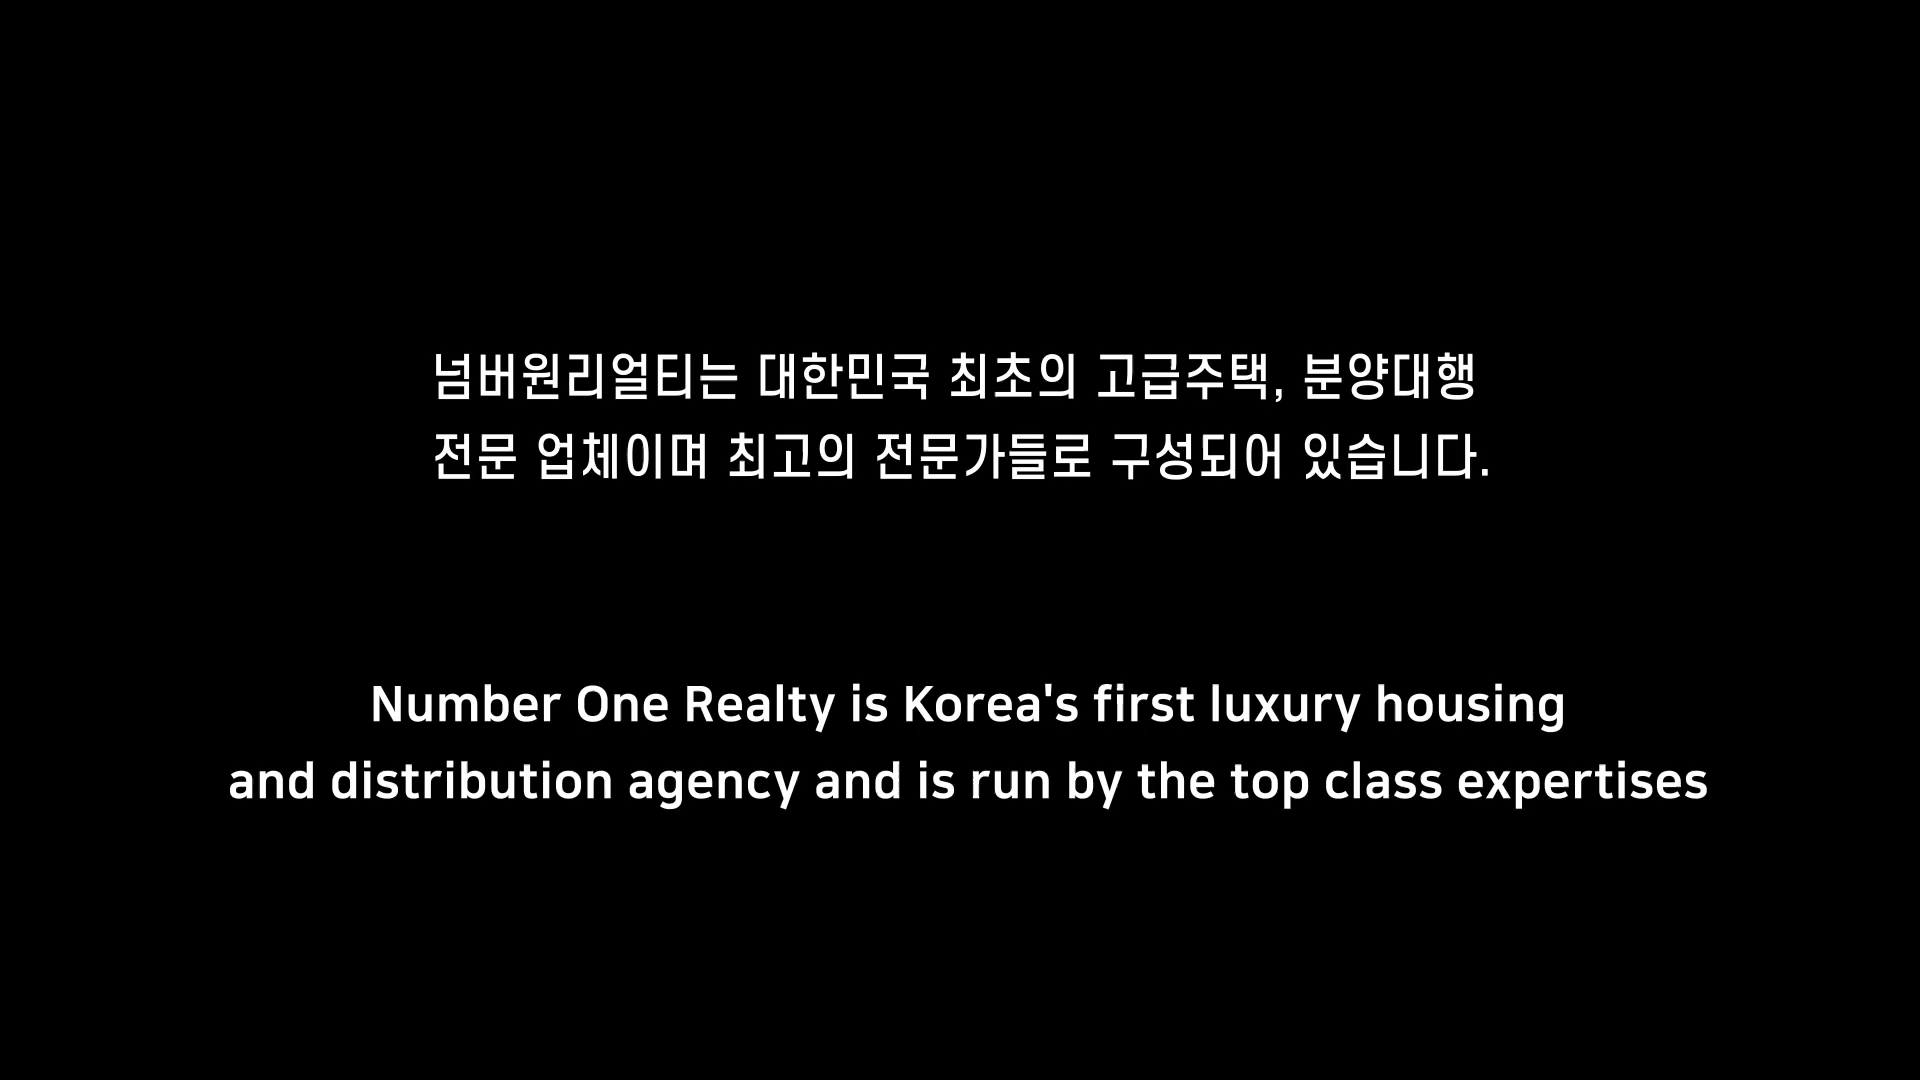 넘버원리얼티는 대한민국 최초의 고급주택, 분양대행
전문 업체이며 최고의 전문가들로 구성되어 있습니다.
Number One Realty is Korea's first luxury housing
and distribution agency and is run by the top class expertises